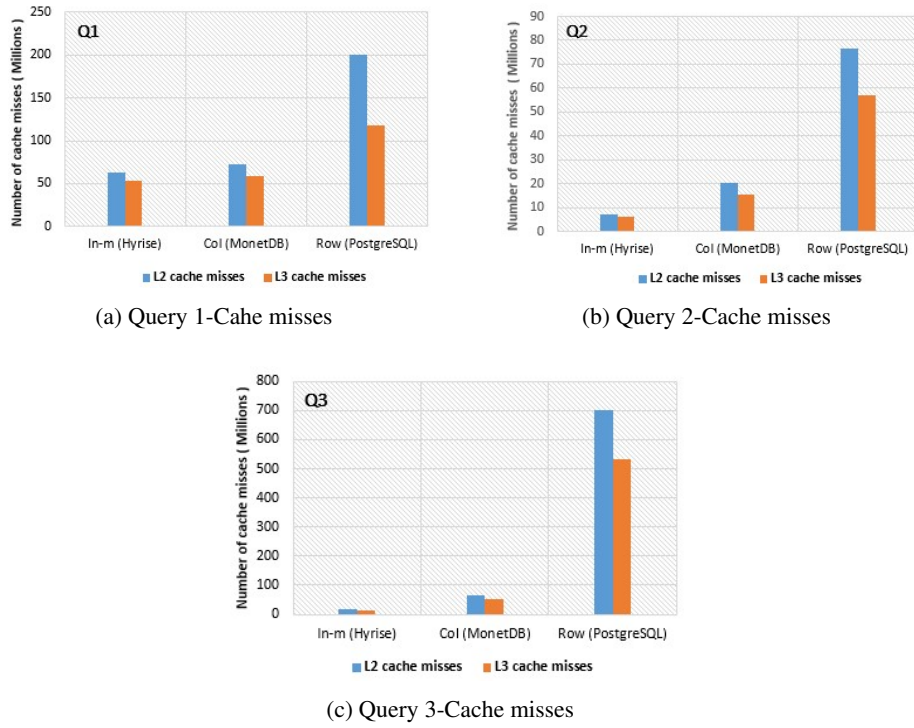 Q1
Number of cache misses ( Millions )
250
200
150
100
50
0
In-m (Hyrise) Col (MonetDB) Row (PostgreSQL)
L2 cache misses L3 cache misses
(a) Query 1-Cahe misses
Q2
Number of cache misses ( Millions )
90
80
70
60
50
40
30
20
10
0
In-m (Hyrise) Col (MonetDB) Row (PostgreSQL)
L2 cache misses L3 cache misses
(b) Query 2-Cache misses
Q3
Number of cache misses ( Millions )
800
700
600
500
400
300
200
100
0
In-m (Hyrise) Col (MonetDB) Row (PostgreSQL)
L2 cache misses L3 cache misses
(c) Query 3-Cache misses